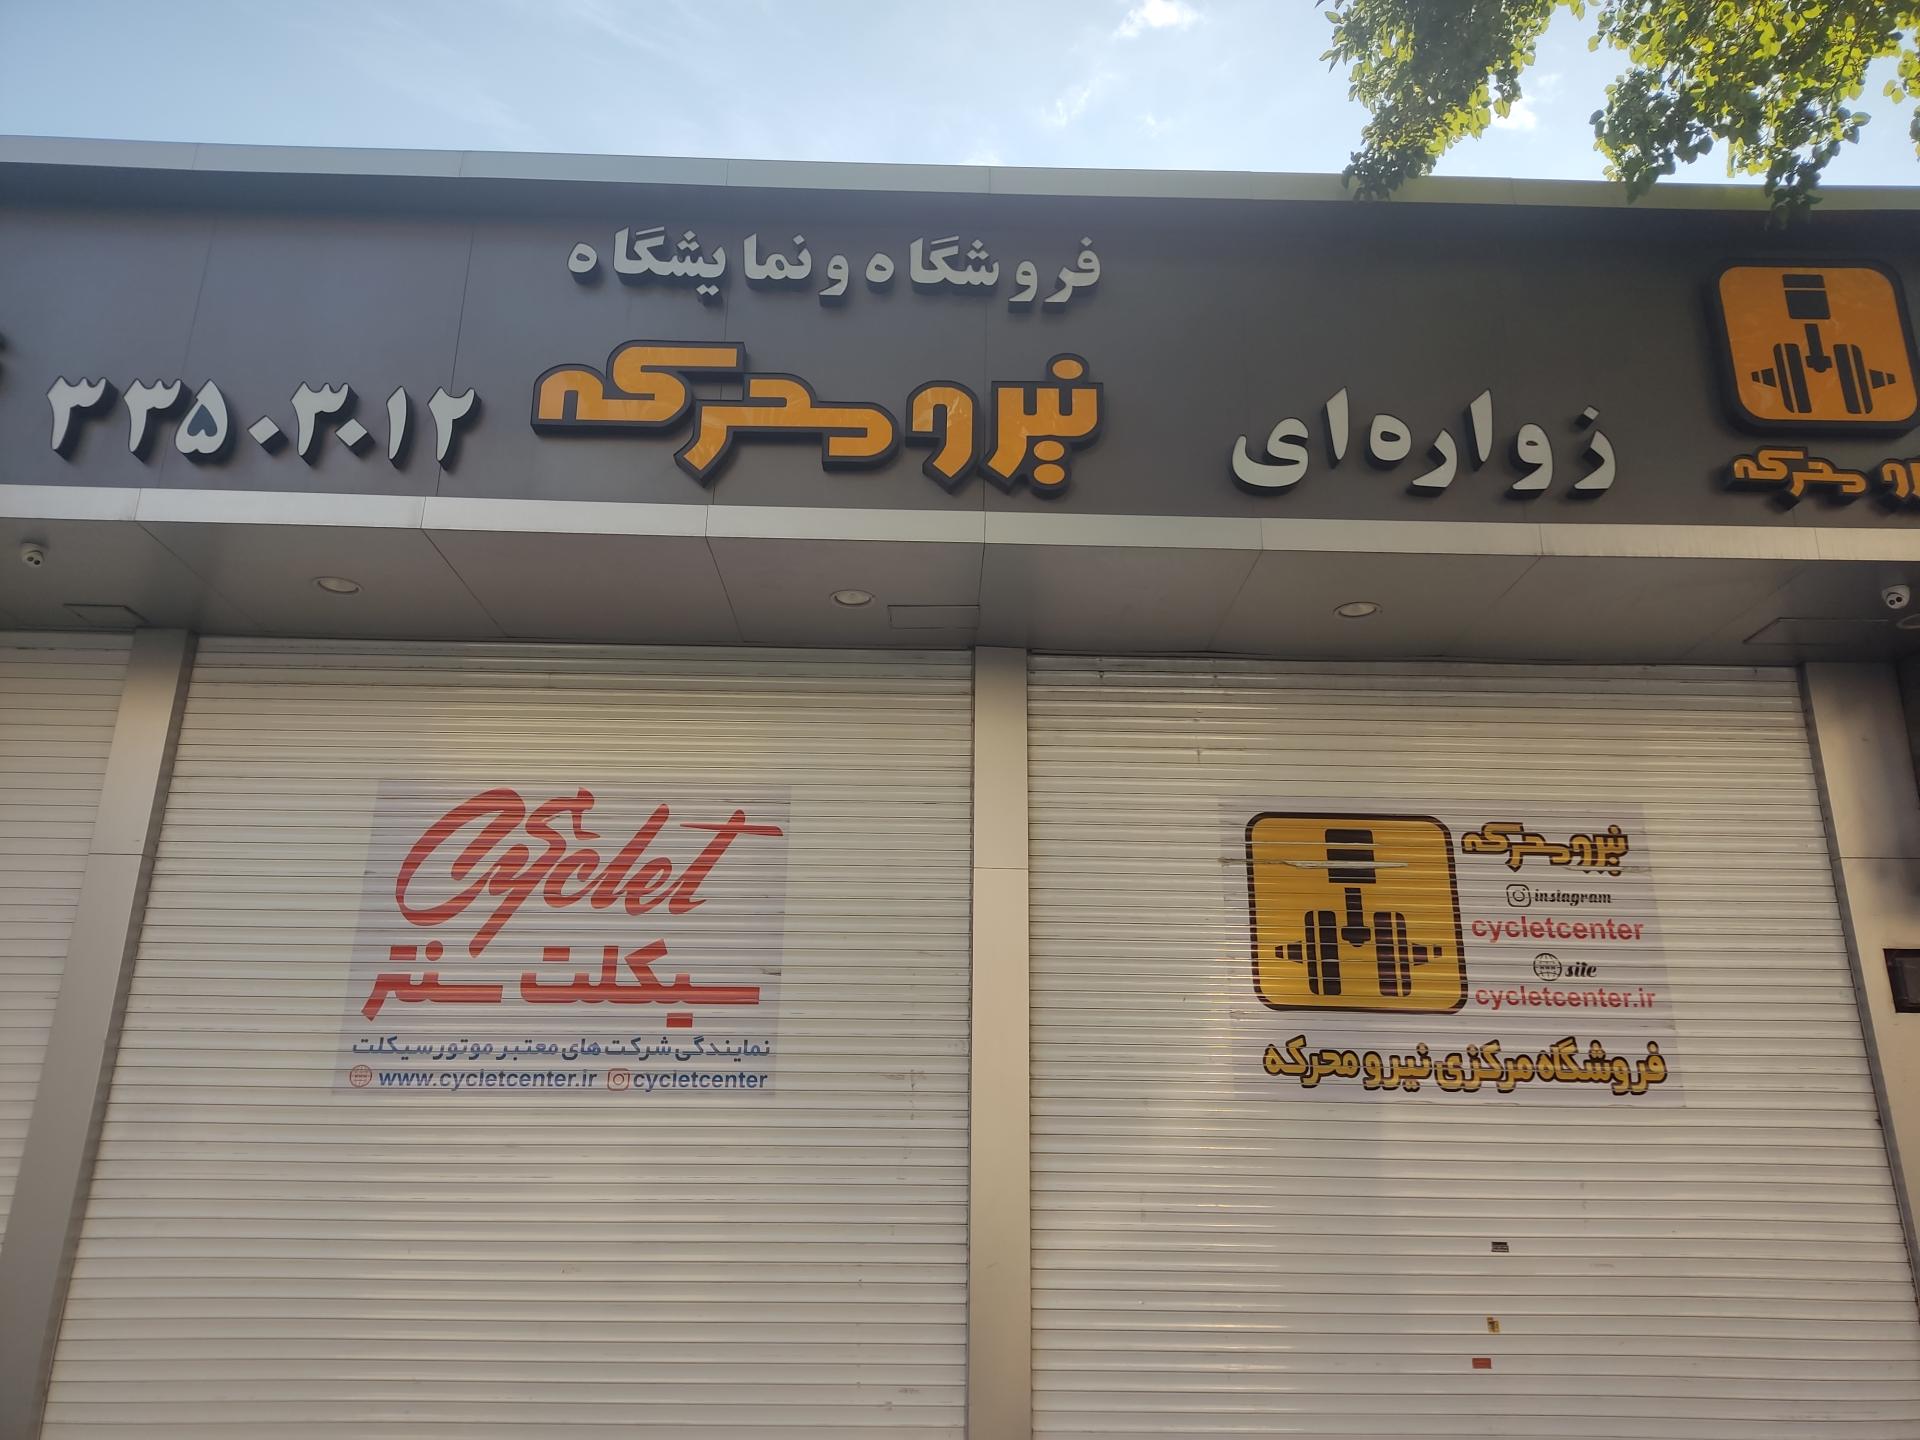 فروشگاه و نمایشگاه
زواره‌ای
نیرو محرکه
۳۳۵۰۳۰۱۲
نیرو محرکه
Cyclet
سیکلت سنتر
نمایندگی شرکت های معتبر موتورسیکلت
www.cycletcenter.ir cycletcenter
نیرو محرکه
instagram
cycletcenter
site
cycletcenter.ir
فروشگاه مرکزی نیرو محرکه